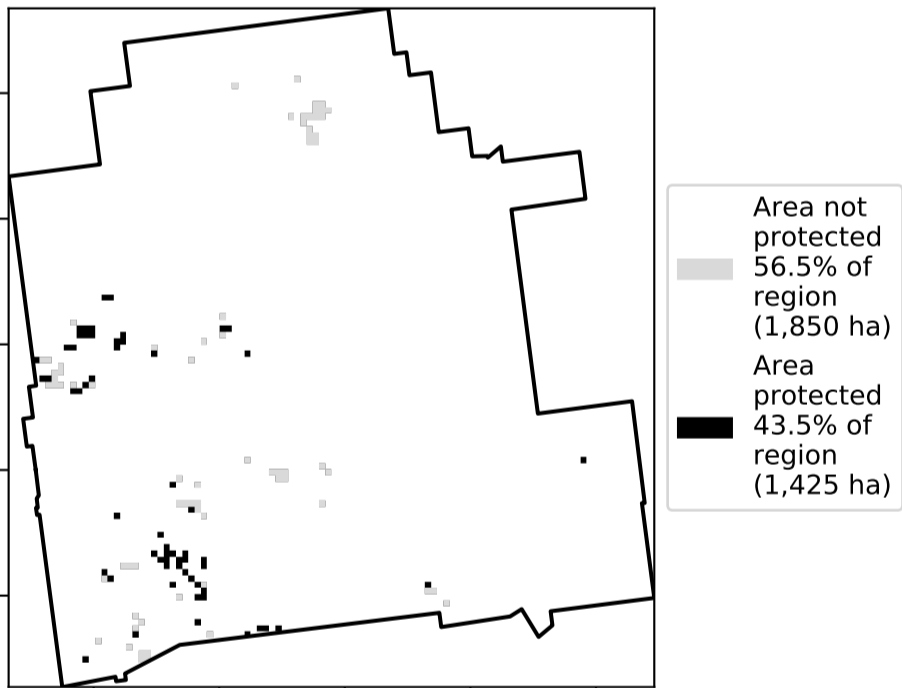 Area not
protected
56.5% of
region
(1,850 ha)
Area
protected
43.5% of
region
(1,425 ha)